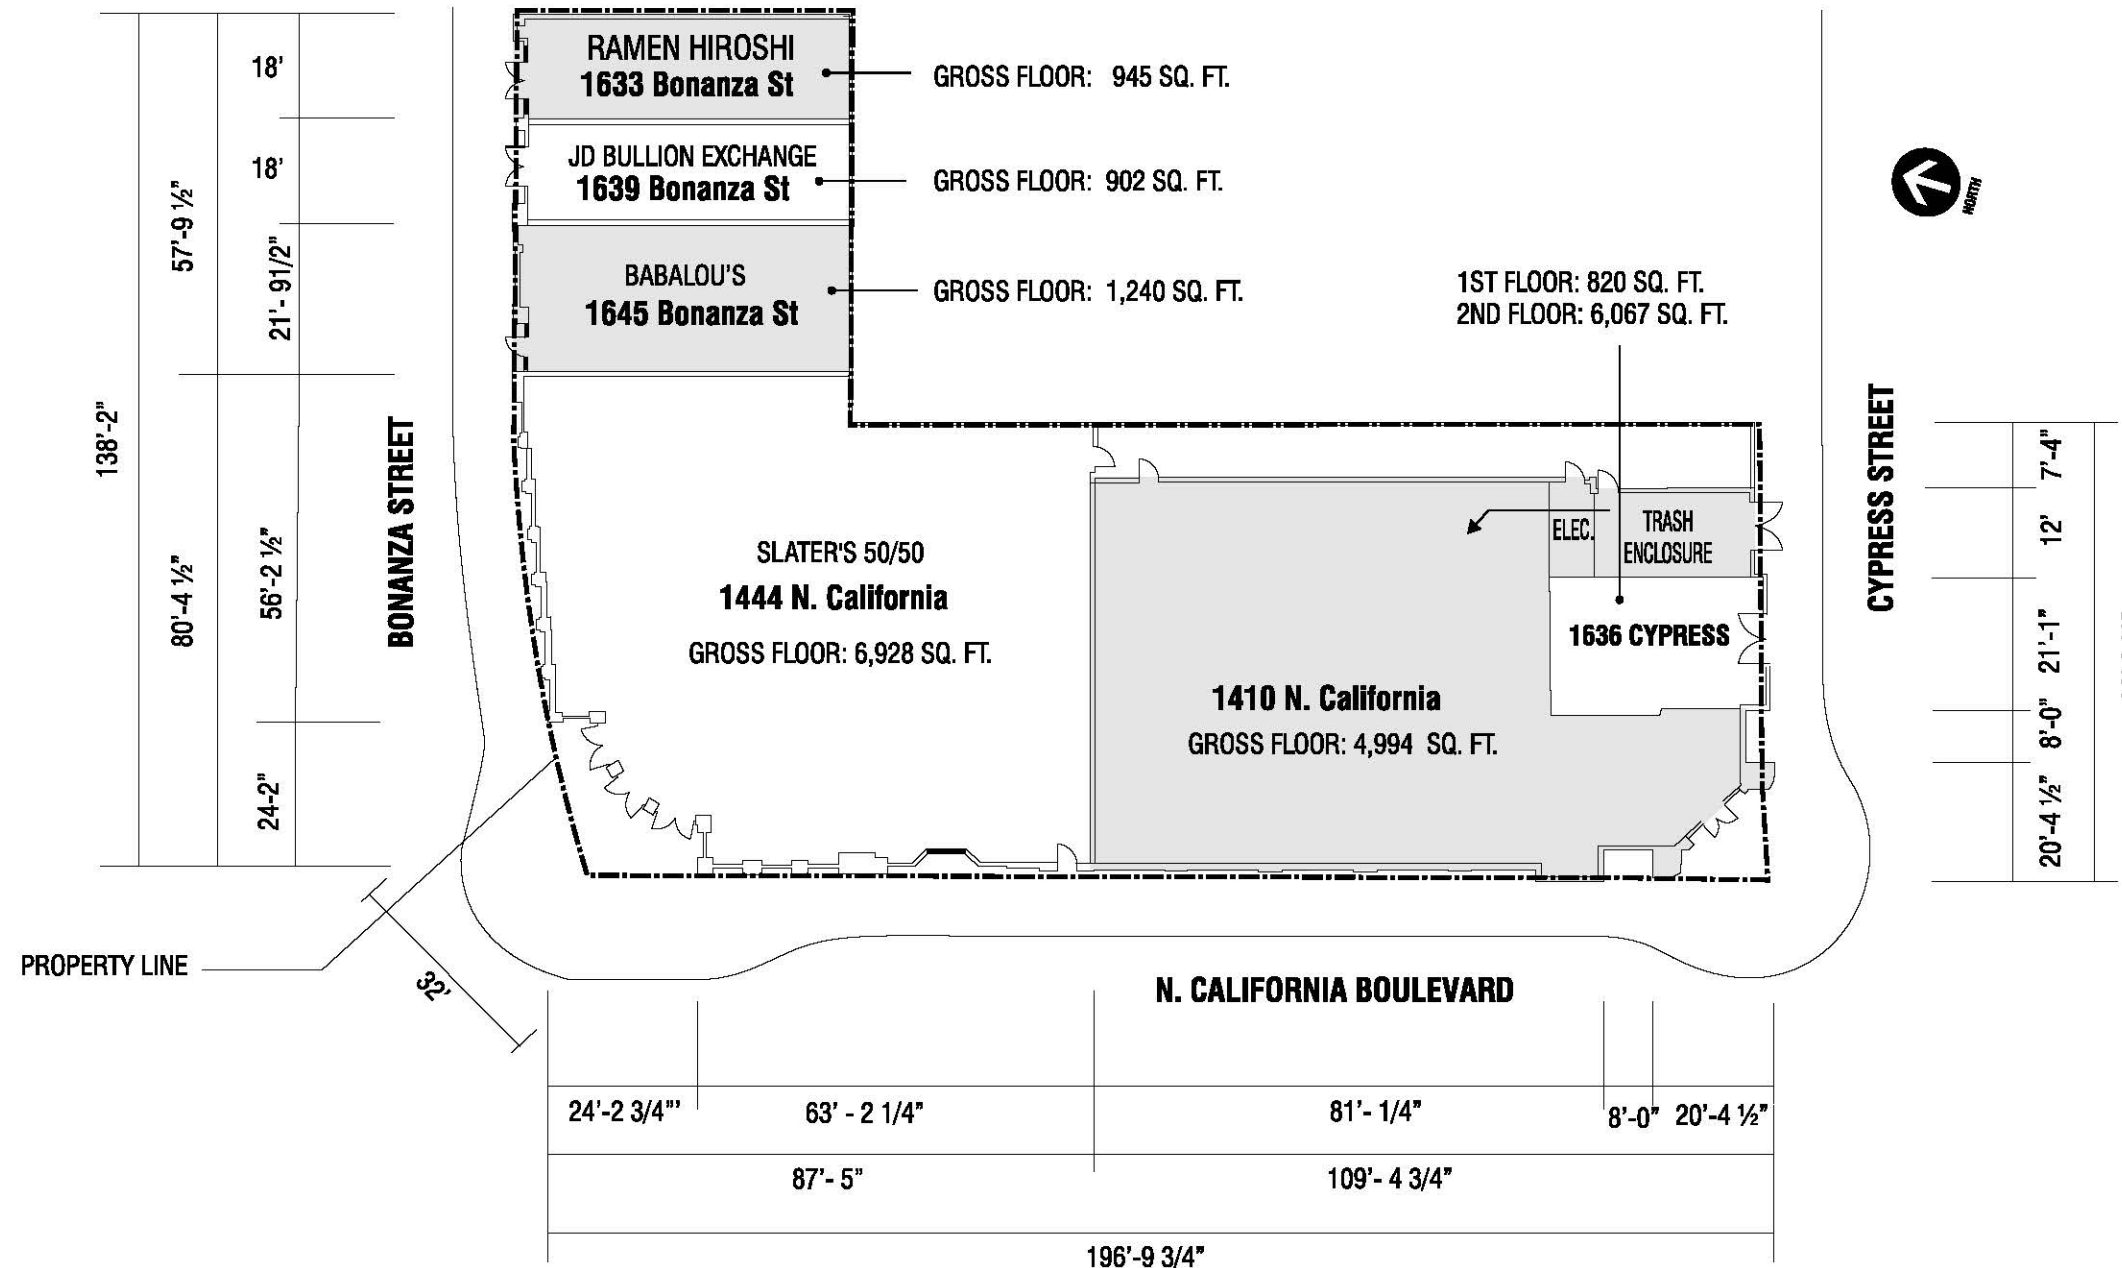 RAMEN HIROSHI
1633 Bonanza St
GROSS FLOOR: 945 SQ. FT.
JD BULLION EXCHANGE
1639 Bonanza St
GROSS FLOOR: 902 SQ. FT.
BABALOU'S
1645 Bonanza St
GROSS FLOOR: 1,240 SQ. FT.
1ST FLOOR: 820 SQ. FT.
2ND FLOOR: 6,067 SQ. FT.
NORTH
18'
18'
21'- 91/2"
57'-9 ½"
138'-2"
80'-4 ½"
56'-2 ½"
24-2"
BONANZA STREET
SLATER'S 50/50
1444 N. California
GROSS FLOOR: 6,928 SQ. FT.
ELEC.
TRASH
ENCLOSURE
1636 CYPRESS
1410 N. California
GROSS FLOOR: 4,994 SQ. FT.
CYPRESS STREET
7'-4"
12'
21'-1"
8'-0"
20'-4 ½"
PROPERTY LINE
32'
N. CALIFORNIA BOULEVARD
24'-2 3/4"'
63' - 2 1/4"
81'- 1/4"
8'-0"
20'-4 ½"
87'- 5"
109'- 4 3/4"
196'-9 3/4"